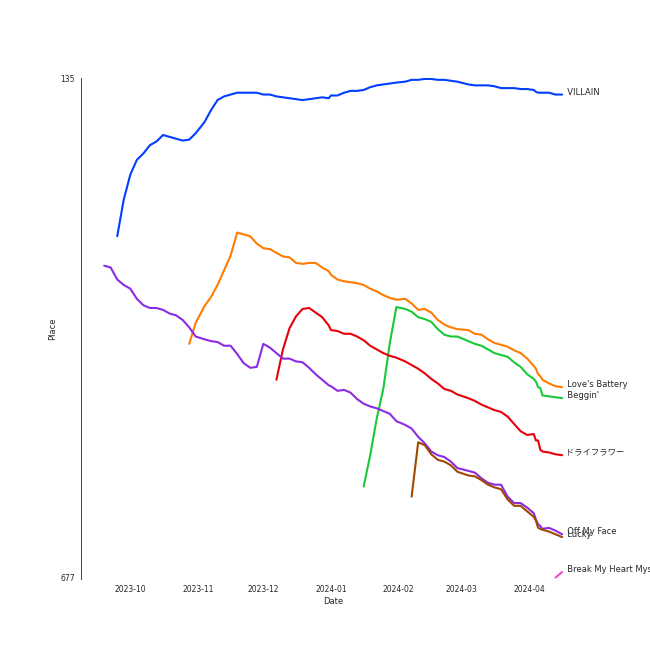 135
VILLAIN
Place
Love's Battery
Beggin'
ドライフラワー
Off My Face
Lucky
Break My Heart Mys
677
2023-10 2023-11 2023-12 2024-01 2024-02 2024-03 2024-04
Date